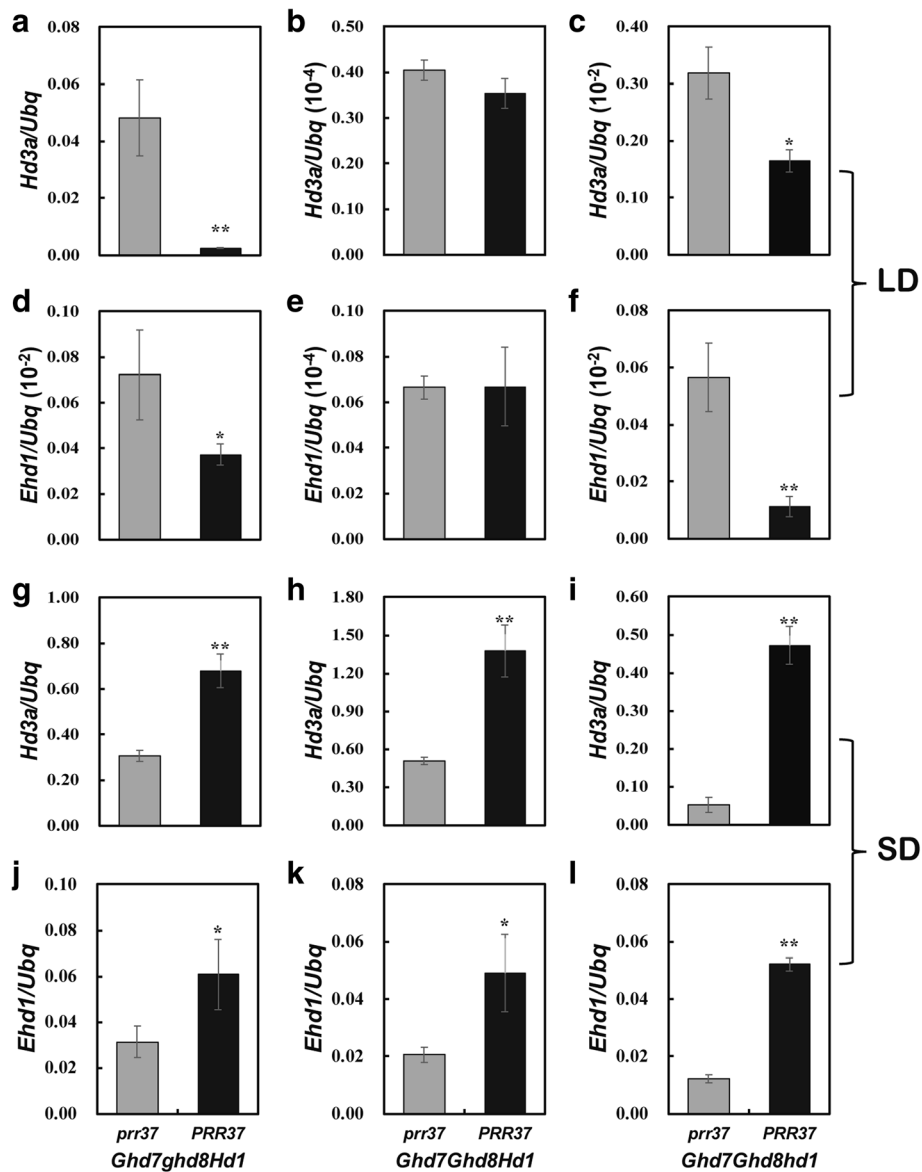 a
0.08
0.06
0.04
0.02
0.00
Hd3a/Ubq
**
b
0.50
0.40
0.30
0.20
0.10
0.00
Hd3a/Ubq (10-4)
c
0.40
0.30
0.20
0.10
0.00
Hd3a/Ubq (10-2)
*
d
0.10
0.08
0.06
0.04
0.02
0.00
Ehd1/Ubq (10-2)
*
e
0.10
0.08
0.06
0.04
0.02
0.00
Ehd1/Ubq (10-4)
f
0.08
0.06
0.04
0.02
0.00
Ehd1/Ubq (10-2)
**
LD
g
1.00
0.80
0.60
0.40
0.20
0.00
Hd3a/Ubq
**
h
1.80
1.50
1.20
0.90
0.60
0.30
0.00
Hd3a/Ubq
**
i
0.60
0.50
0.40
0.30
0.20
0.10
0.00
Hd3a/Ubq
**
j
0.10
0.08
0.06
0.04
0.02
0.00
Ehd1/Ubq
*
prr37 PRR37
Ghd7ghd8Hd1
k
0.08
0.06
0.04
0.02
0.00
Ehd1/Ubq
*
prr37 PRR37
Ghd7Ghd8Hd1
l
0.08
0.06
0.04
0.02
0.00
Ehd1/Ubq
**
prr37 PRR37
Ghd7Ghd8hd1
SD